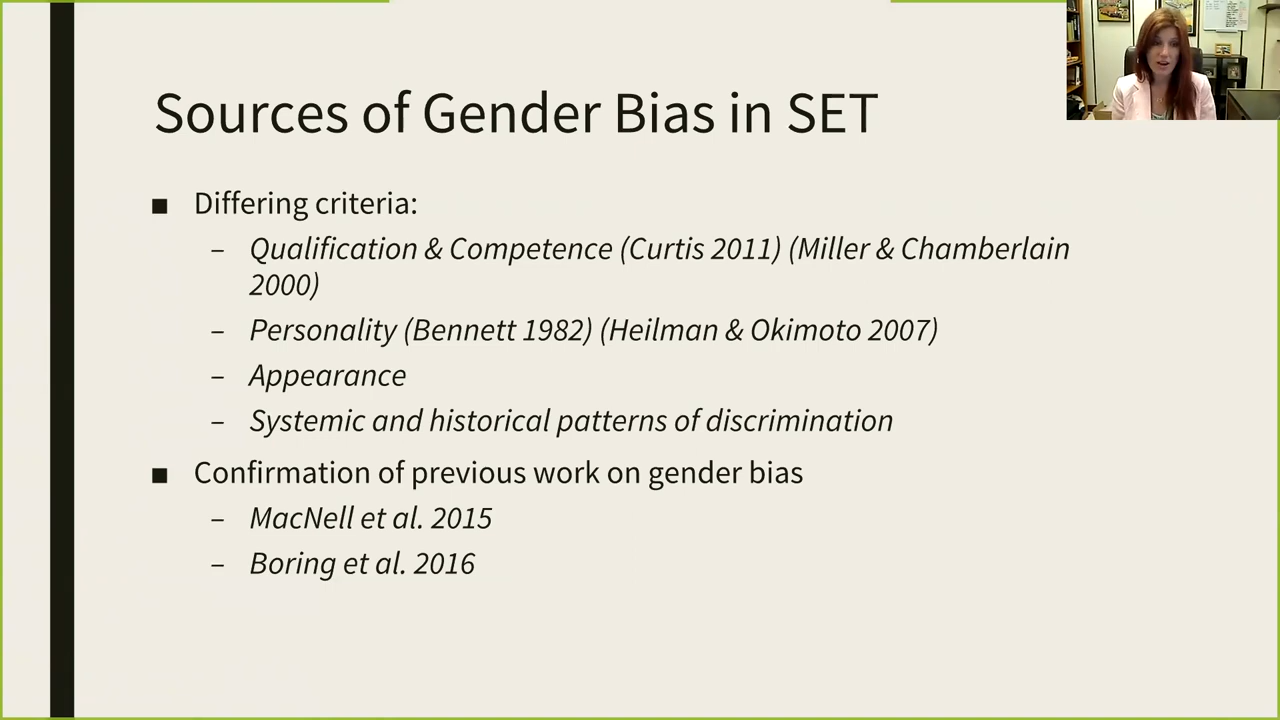 Sources of Gender Bias in SET
■ Differing criteria:
– Qualification & Competence (Curtis 2011) (Miller & Chamberlain
2000)
– Personality (Bennett 1982) (Heilman & Okimoto 2007)
– Appearance
– Systemic and historical patterns of discrimination
■ Confirmation of previous work on gender bias
– MacNell et al. 2015
– Boring et al. 2016